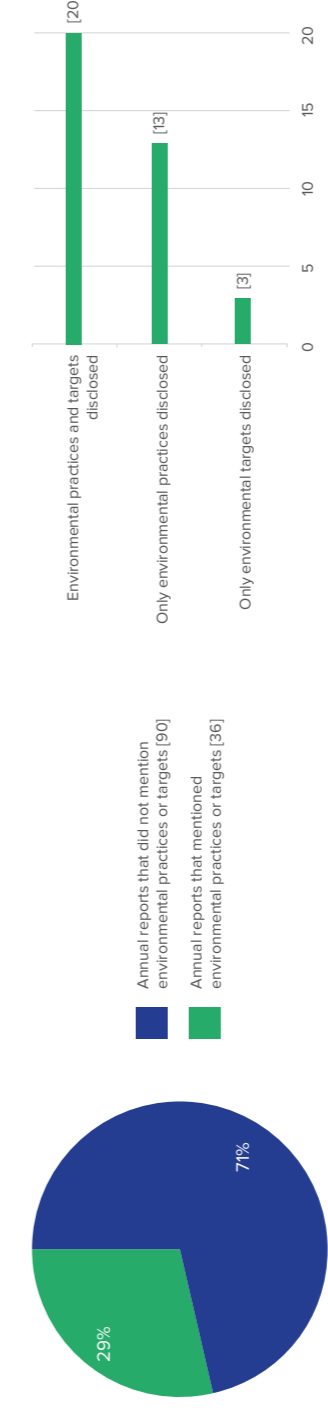 29%
71%
Annual reports that did not mention
environmental practices or targets [90]
Annual reports that mentioned
environmental practices or targets [36]
Environmental practices and targets
disclosed
[20
Only environmental practices disclosed
[13]
Only environmental targets disclosed
[3]
0
5
10
15
20